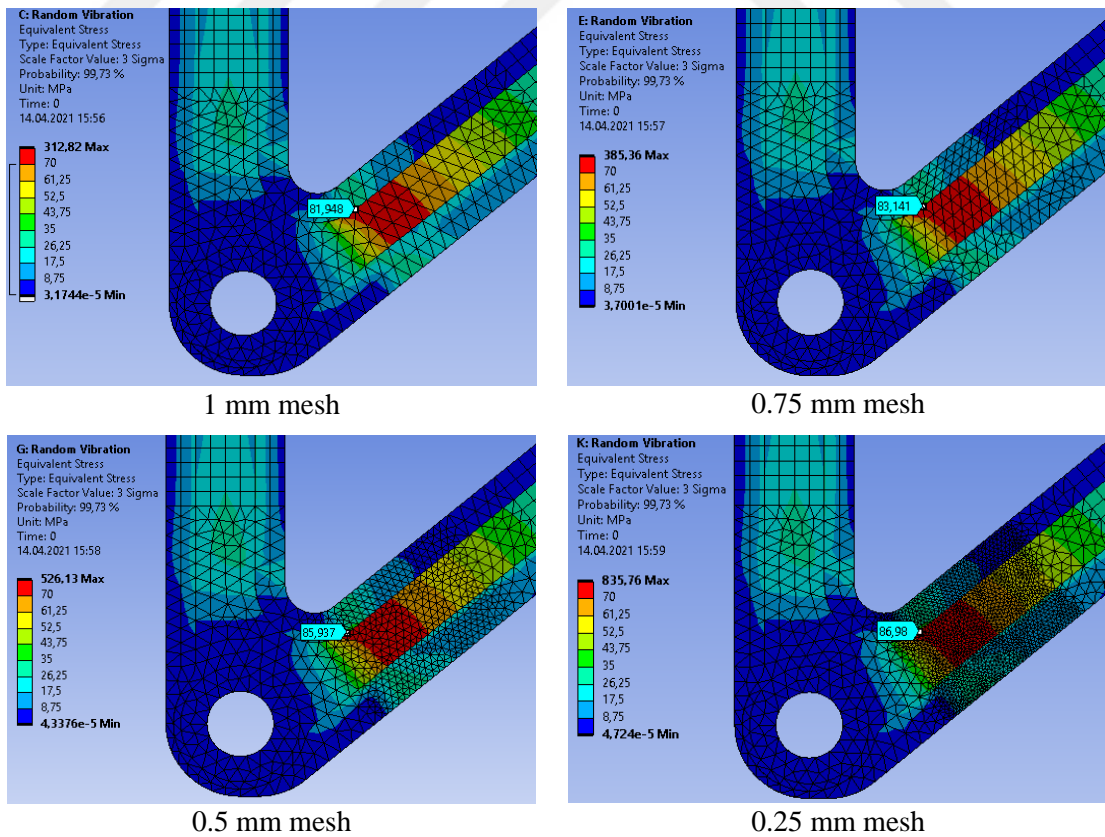 C: Random Vibration
Equivalent Stress
Type: Equivalent Stress
Scale Factor Value: 3 Sigma
Probability: 99,73 %
Unit: MPa
Time: 0
14.04.2021 15:56
312,82 Max
70
61,25
52,5
43,75
35
26,25
17,5
8,75
3,1744e-5 Min
81,948
1 mm mesh
E: Random Vibration
Equivalent Stress
Type: Equivalent Stress
Scale Factor Value: 3 Sigma
Probability: 99,73 %
Unit: MPa
Time: 0
14.04.2021 15:57
385,36 Max
70
61,25
52,5
43,75
35
26,25
17,5
8,75
3,7001e-5 Min
83,141
0.75 mm mesh
G: Random Vibration
Equivalent Stress
Type: Equivalent Stress
Scale Factor Value: 3 Sigma
Probability: 99,73 %
Unit: MPa
Time: 0
14.04.2021 15:58
526,13 Max
70
61,25
52,5
43,75
35
26,25
17,5
8,75
4,3376e-5 Min
85,937
0.5 mm mesh
K: Random Vibration
Equivalent Stress
Type: Equivalent Stress
Scale Factor Value: 3 Sigma
Probability: 99,73 %
Unit: MPa
Time: 0
14.04.2021 15:59
835,76 Max
70
61,25
52,5
43,75
35
26,25
17,5
8,75
4,724e-5 Min
86,98
0.25 mm mesh